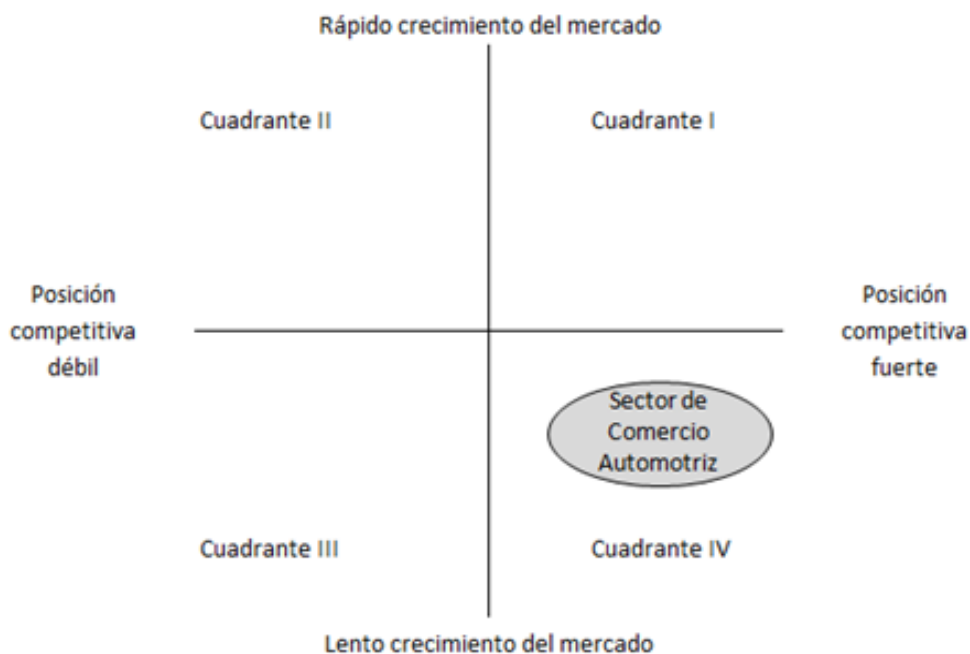 Rápido crecimiento del mercado
Cuadrante II
Cuadrante I
Posición
competitiva
débil
Posición
competitiva
fuerte
Sector de
Comercio
Automotriz
Cuadrante III
Cuadrante IV
Lento crecimiento del mercado